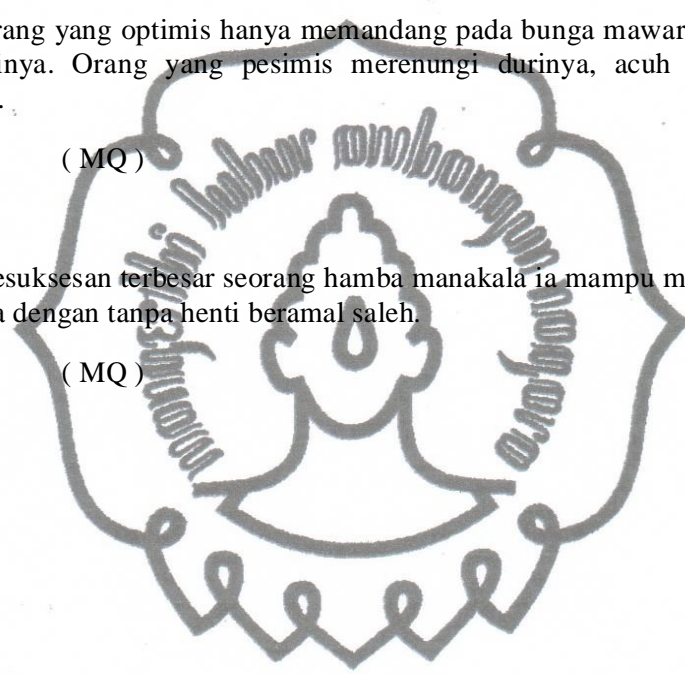 rang yang optimis hanya memandang pada bunga mawar
inya. Orang yang pesimis merenungi durinya, acuh
.
( MQ )
esuksesan terbesar seorang hamba manakala ia mampu m
a dengan tanpa henti beramal saleh.
( MQ )